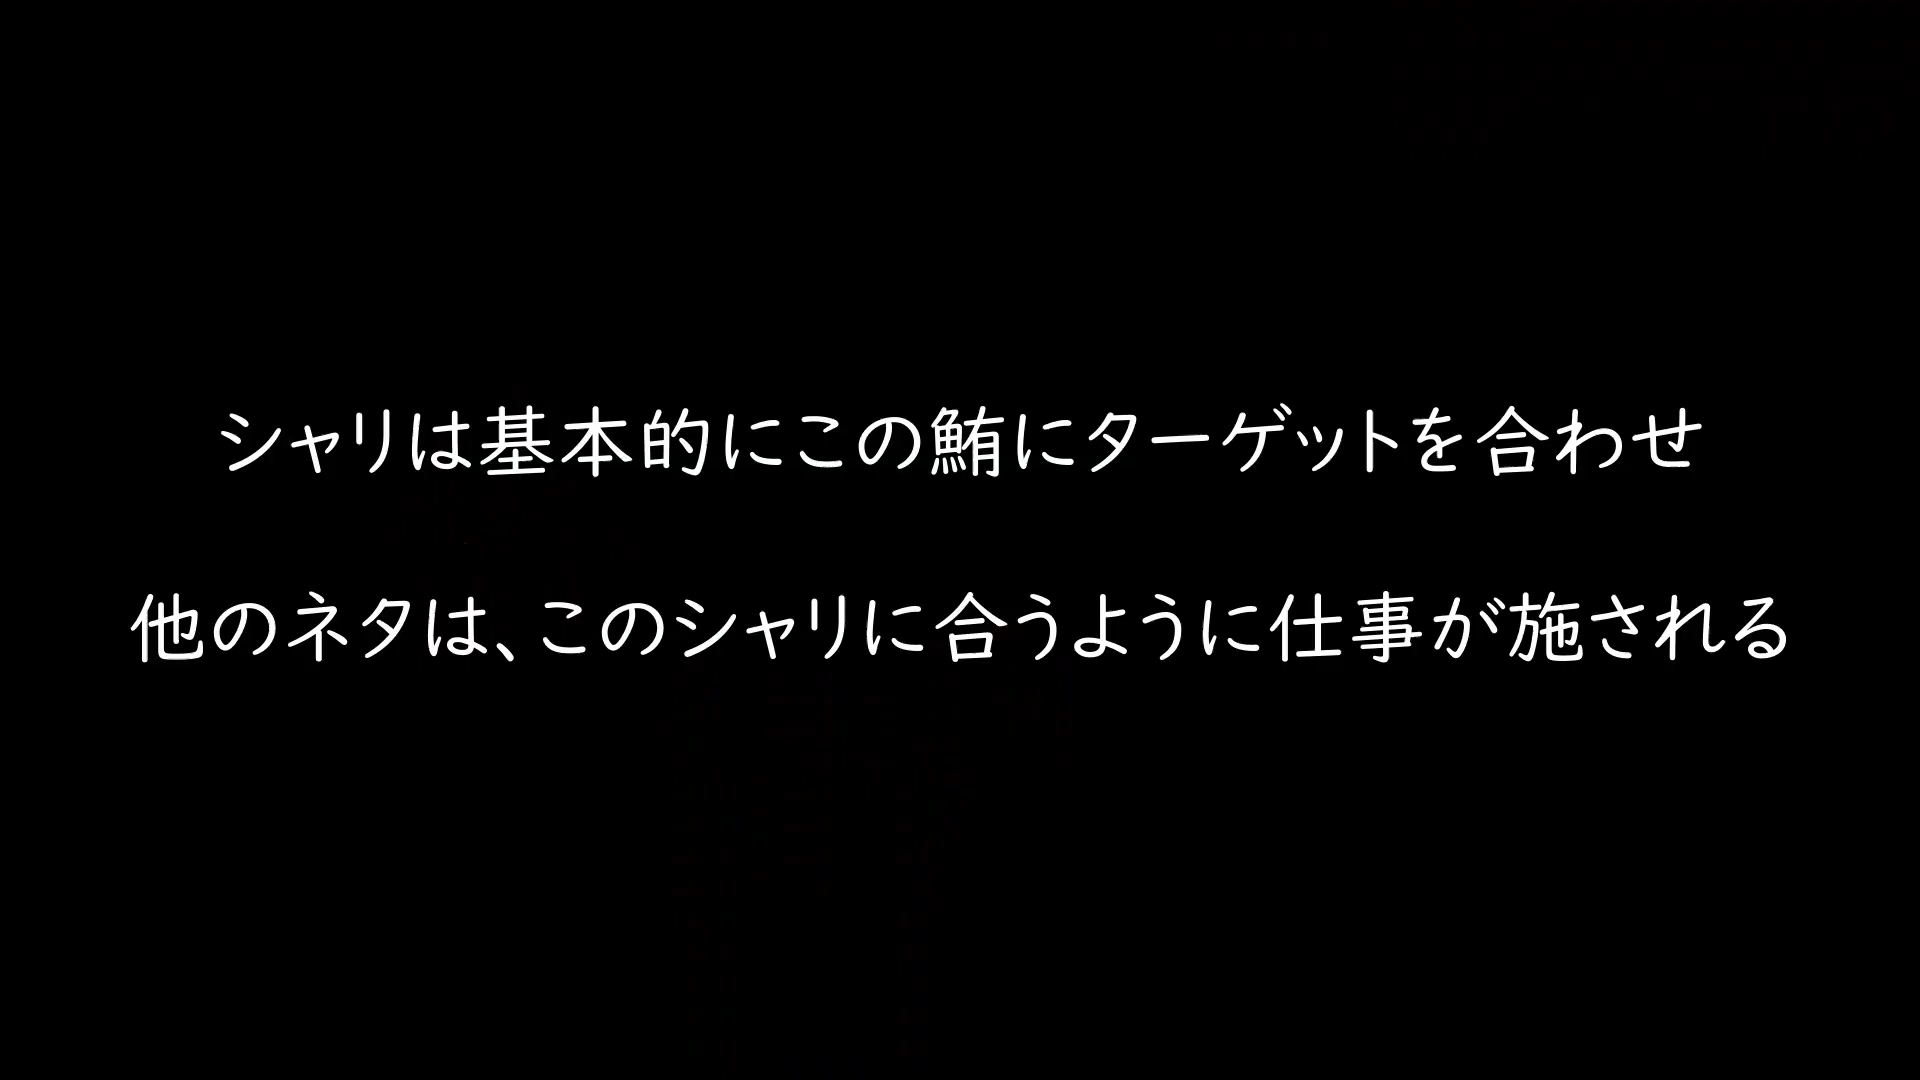 シャリは基本的にこの鮪にターゲットを合わせ
他のネタは、このシャリに合うように仕事が施される